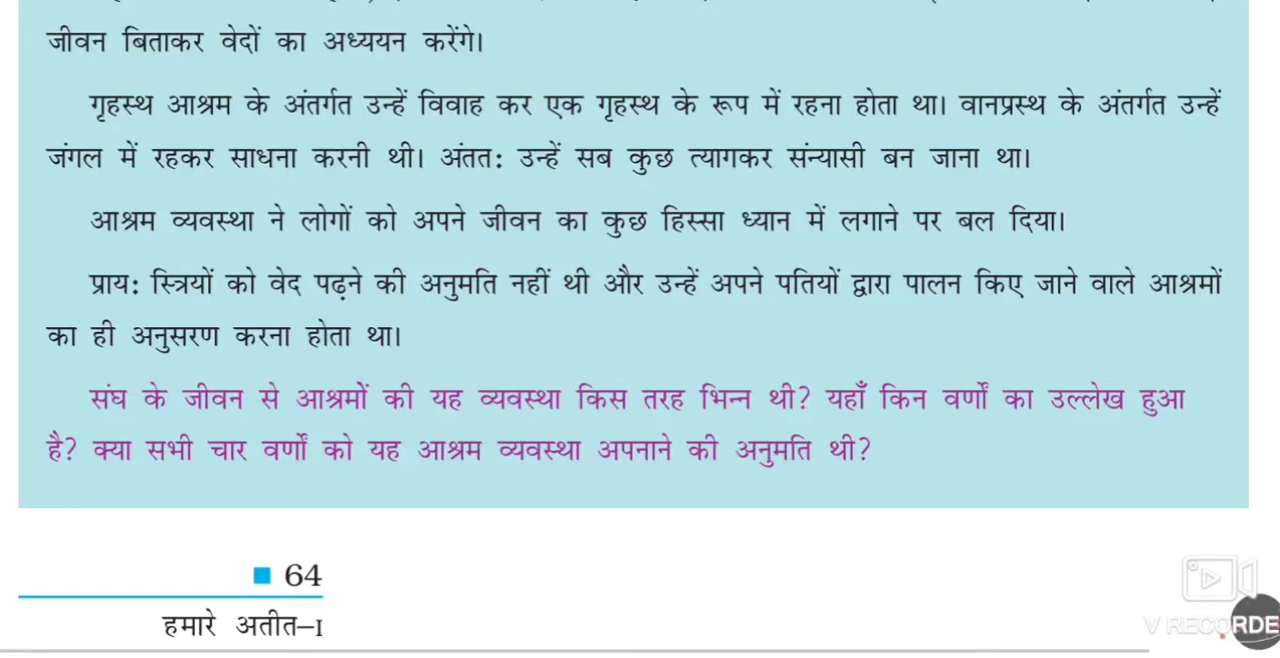 जीवन बिताकर वेदों का अध्ययन करेंगे।
गृहस्थ आश्रम के अंतर्गत उन्हें विवाह कर एक गृहस्थ के रूप में रहना होता था। वानप्रस्थ के अंतर्गत उन्हें
जंगल में रहकर साधना करनी थी। अंतत: उन्हें सब कुछ त्यागकर संन्यासी बन जाना था।
आश्रम व्यवस्था ने लोगों को अपने जीवन का कुछ हिस्सा ध्यान में लगाने पर बल दिया।
प्राय: स्त्रियों को वेद पढ़ने की अनुमति नहीं थी और उन्हें अपने पतियों द्वारा पालन किए जाने वाले आश्रमों
का ही अनुसरण करना होता था।
संघ के जीवन से आश्रमों की यह व्यवस्था किस तरह भिन्न थी? यहाँ किन वर्णों का उल्लेख हुआ
है? क्या सभी चार वर्णों को यह आश्रम व्यवस्था अपनाने की अनुमति थी?
64
हमारे अतीत–I
V RECORDE